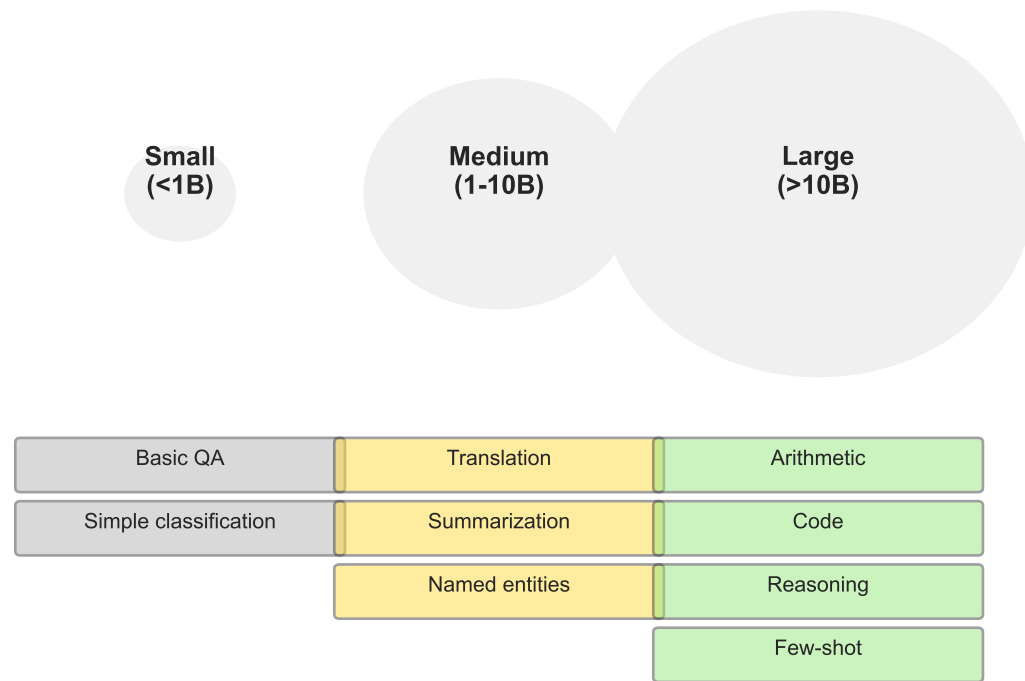 Small
(<1B)
Medium
(1-10B)
Large
(>10B)
Basic QA
Translation
Arithmetic
Simple classification
Summarization
Code
Named entities
Reasoning
Few-shot